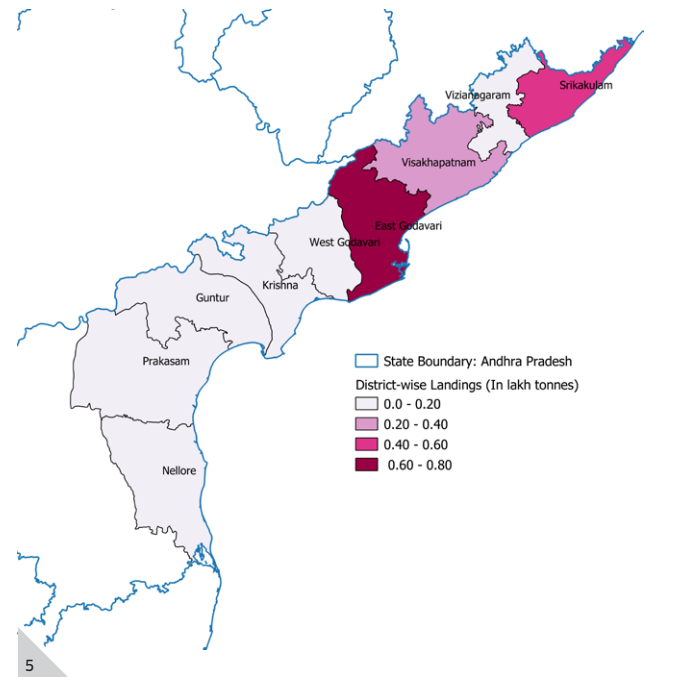 Srikakulam
Vizianagaram
Visakhapatnam
East Godavari
West Godavari
Krishna
Guntur
Prakasam
Nellore
State Boundary: Andhra Pradesh
District-wise Landings (In lakh tonnes)
0.0 - 0.20
0.20 - 0.40
0.40 - 0.60
0.60 - 0.80
5